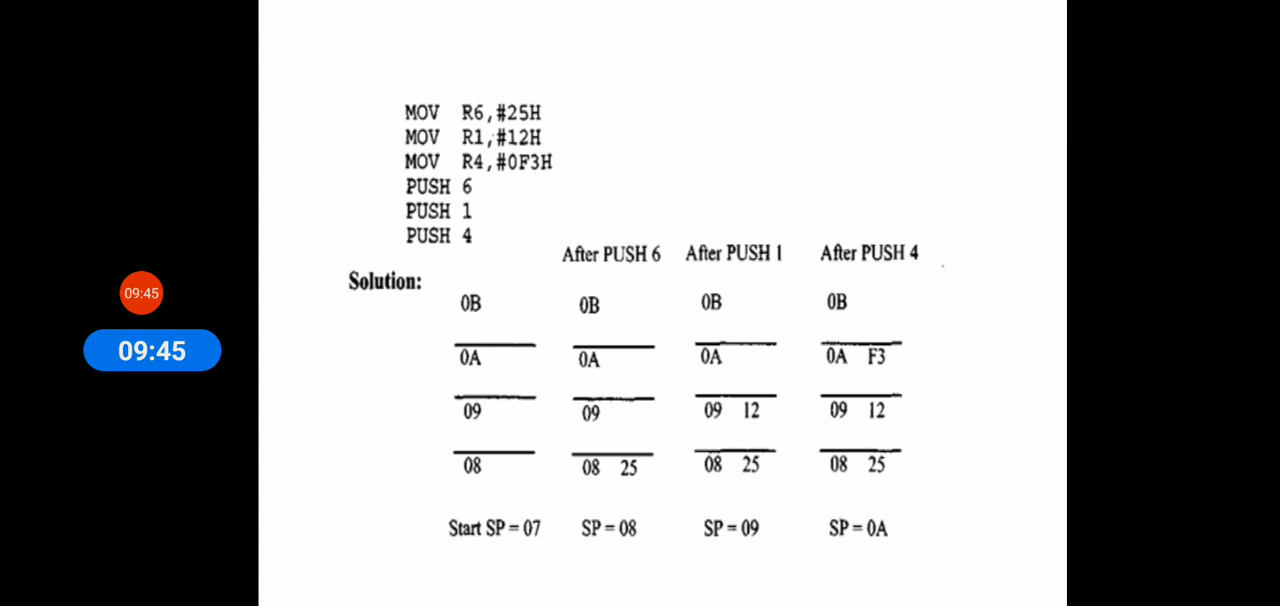 MOV R6,#25H
MOV R1,#12H
MOV R4,#0F3H
PUSH 6
PUSH 1
PUSH 4
After PUSH 6 After PUSH 1 After PUSH 4
Solution:
09:45
0B 0B 0B 0B
09:45
0A 0A 0A 0A F3
09 09 09 12 09 12
08 08 25 08 25 08 25
Start SP = 07 SP = 08 SP = 09 SP = 0A